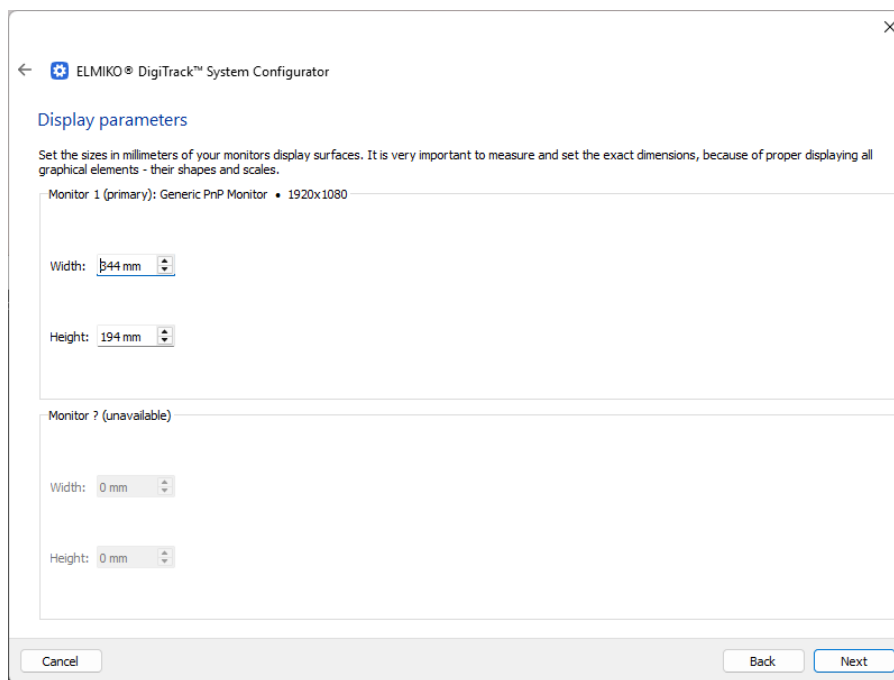 ELMIKO® DigiTrack™ System Configurator
Display parameters
Set the sizes in millimeters of your monitors display surfaces. It is very important to measure and set the exact dimensions, because of proper displaying all
graphical elements - their shapes and scales.
Monitor 1 (primary): Generic PnP Monitor • 1920x1080
Width: 344 mm
Height: 194 mm
Monitor ? (unavailable)
Width: 0 mm
Height: 0 mm
Cancel Back Next